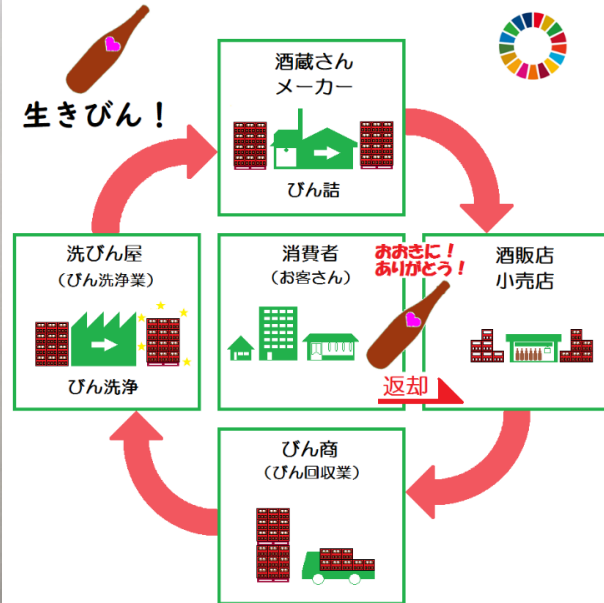 生きびん！
酒蔵さん
メーカー
びん詰
洗びん屋
（びん洗浄業）
びん洗浄
消費者
（お客さん）
おおきに！
ありがとう！
返却
酒販店
小売店
びん商
（びん回収業）